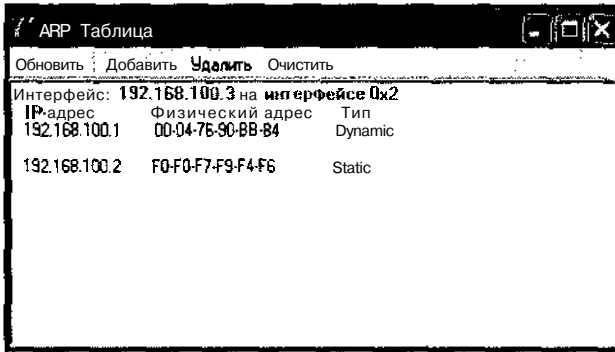 ARP Таблица
Обновить Добавить Удалить Очистить
Интерфейс: 192.168.100.3 на интерфейсе 0x2
IP-адрес Физический адрес Тип
192.168.100.1 00-04-76-90-BB-B4 Dynamic
192.168.100.2 F0-F0-F7-F9-F4-F6 Static